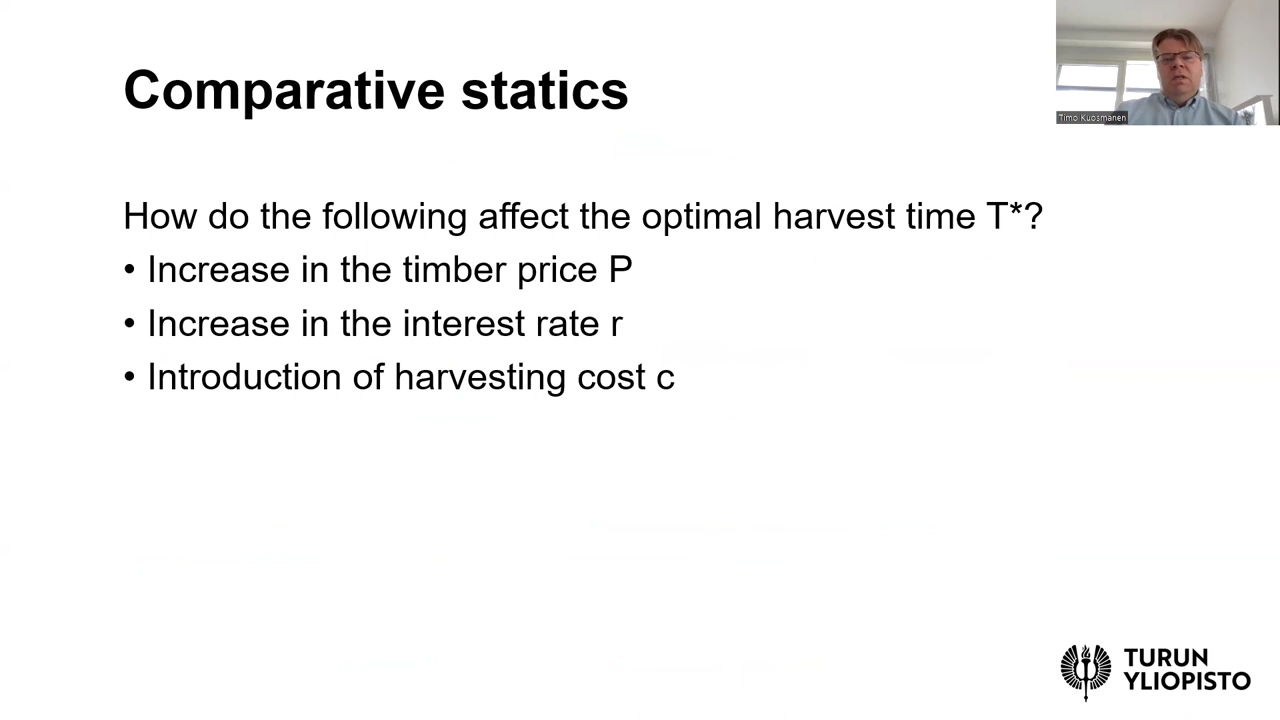 Comparative statics
Timo Kuosmanen
How do the following affect the optimal harvest time T*?
• Increase in the timber price P
• Increase in the interest rate r
• Introduction of harvesting cost c
TURUN
YLIOPISTO